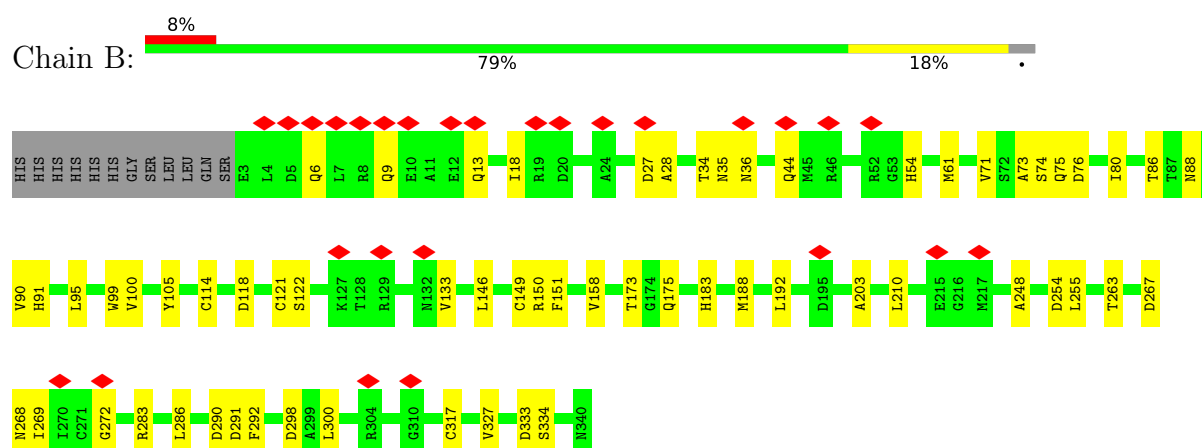 8%
Chain B:
79% 18% •
HIS HIS HIS HIS HIS HIS GLY SER LEU LEU GLN SER E3 L4 D5 Q6 L7 R8 Q9 E10 A11 E12 Q13 I18 R19 D20 A24 D27 A28 T34 N35 N36 Q44 M45 R46 R52 G53 H54 M61 V71 S72 A73 S74 Q75 D76 I80 T86 T87 N88
V90 H91 L95 W99 V100 Y105 C114 D118 C121 S122 K127 T128 R129 N132 V133 L146 C149 R150 F151 V158 T173 G174 Q175 H183 M188 L192 D195 A203 L210 E215 G216 M217 A248 D254 L255 T263 D267
N268 I269 I270 C271 G272 R283 L286 D290 D291 F292 D298 A299 L300 R304 G310 C317 V327 D333 S334 N340